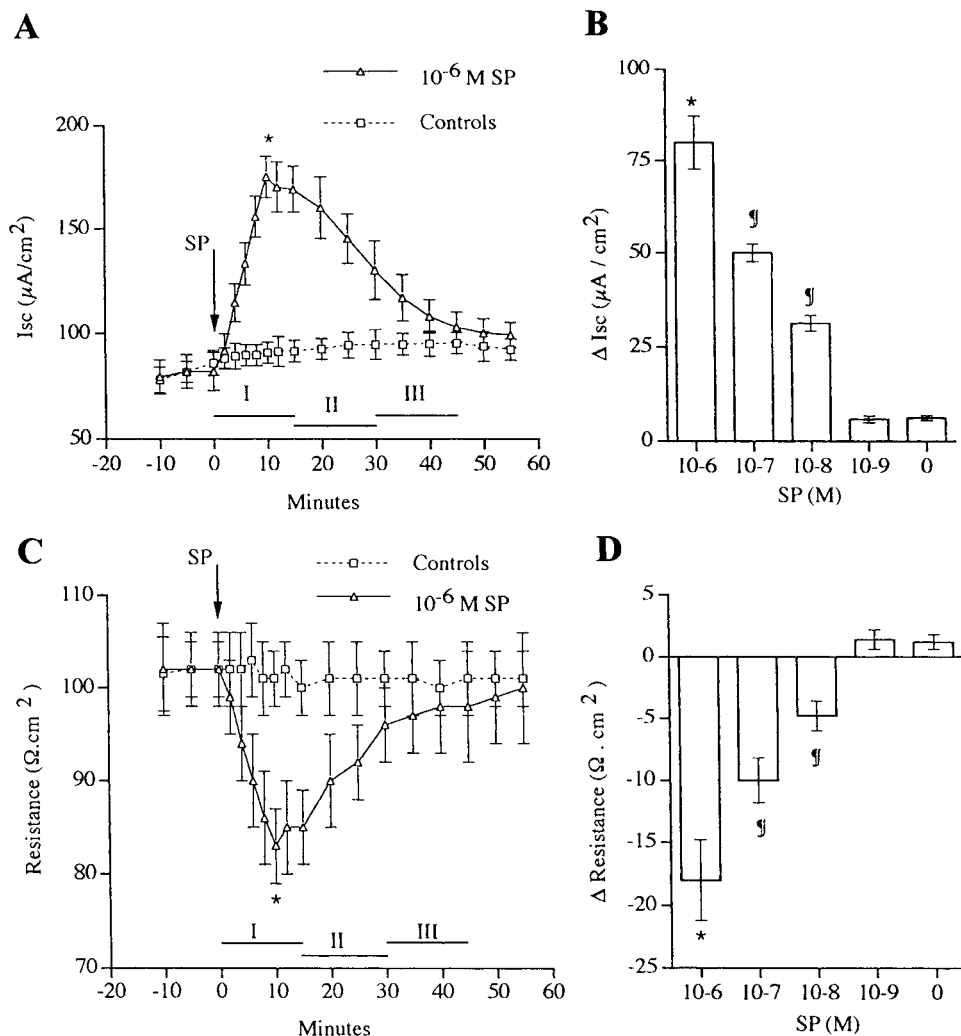 A
10⁻⁶ M SP
Controls
Isc (µA/cm²)
200
150
100
50
SP
*
I
II
III
-20 -10 0 10 20 30 40 50 60
Minutes
B
Δ Isc (µA / cm²)
100
75
50
25
0
*
¶
¶
10-6 10-7 10-8 10-9 0
SP (M)
C
SP
Controls
10⁻⁶ M SP
Resistance (Ω.cm²)
110
100
90
80
70
*
I
II
III
-20 -10 0 10 20 30 40 50 60
Minutes
D
Δ Resistance (Ω . cm²)
5
0
-5
-10
-15
-20
-25
*
¶
¶
10-6 10-7 10-8 10-9 0
SP (M)